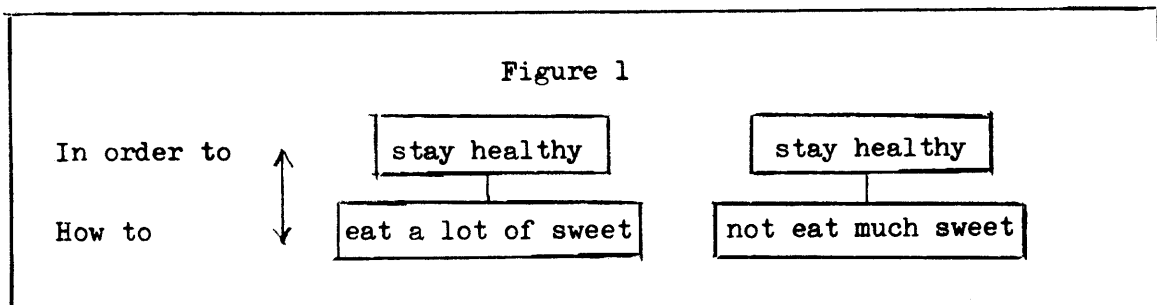 Figure 1
In order to stay healthy stay healthy
How to eat a lot of sweet not eat much sweet